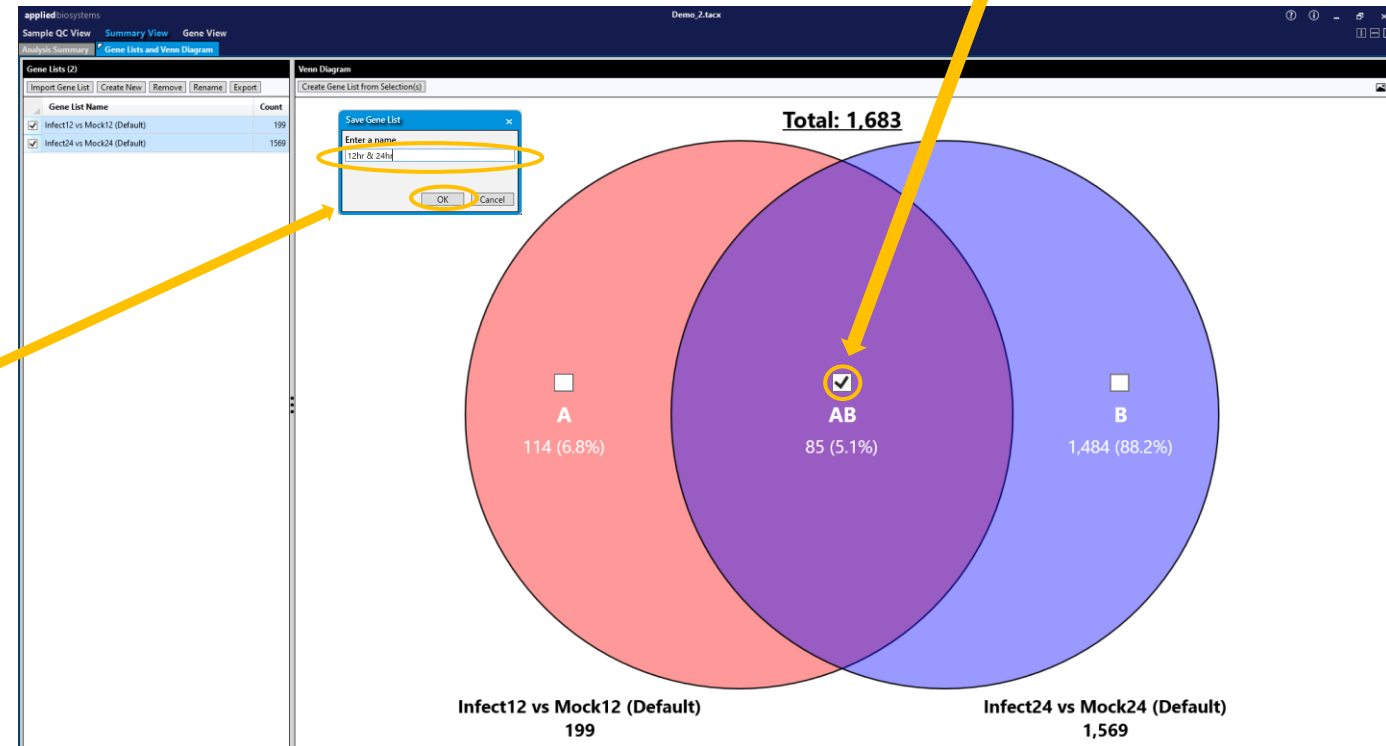 appliedbiosystems
Demo_2.tacx
Sample QC View Summary View Gene View
Analysis Summary Gene Lists and Venn Diagram
Gene Lists (2)
Import Gene List Create New Remove Rename Export
Gene List Name Count
Infect12 vs Mock12 (Default) 199
Infect24 vs Mock24 (Default) 1569
Venn Diagram
Create Gene List from Selection(s)
Save Gene List
Enter a name
12hr & 24hr
OK Cancel
Total: 1,683
A
114 (6.8%)
AB
85 (5.1%)
B
1,484 (88.2%)
Infect12 vs Mock12 (Default)
199
Infect24 vs Mock24 (Default)
1,569